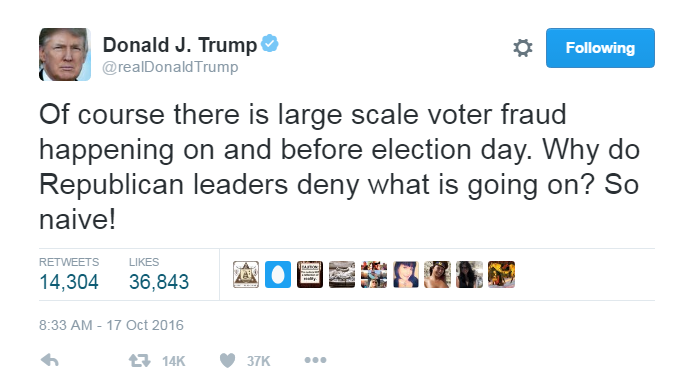 Donald J. Trump
@realDonaldTrump
Following
Of course there is large scale voter fraud
happening on and before election day. Why do
Republican leaders deny what is going on? So
naive!
RETWEETS
LIKES
14,304
36,843
8:33 AM - 17 Oct 2016
14K
37K